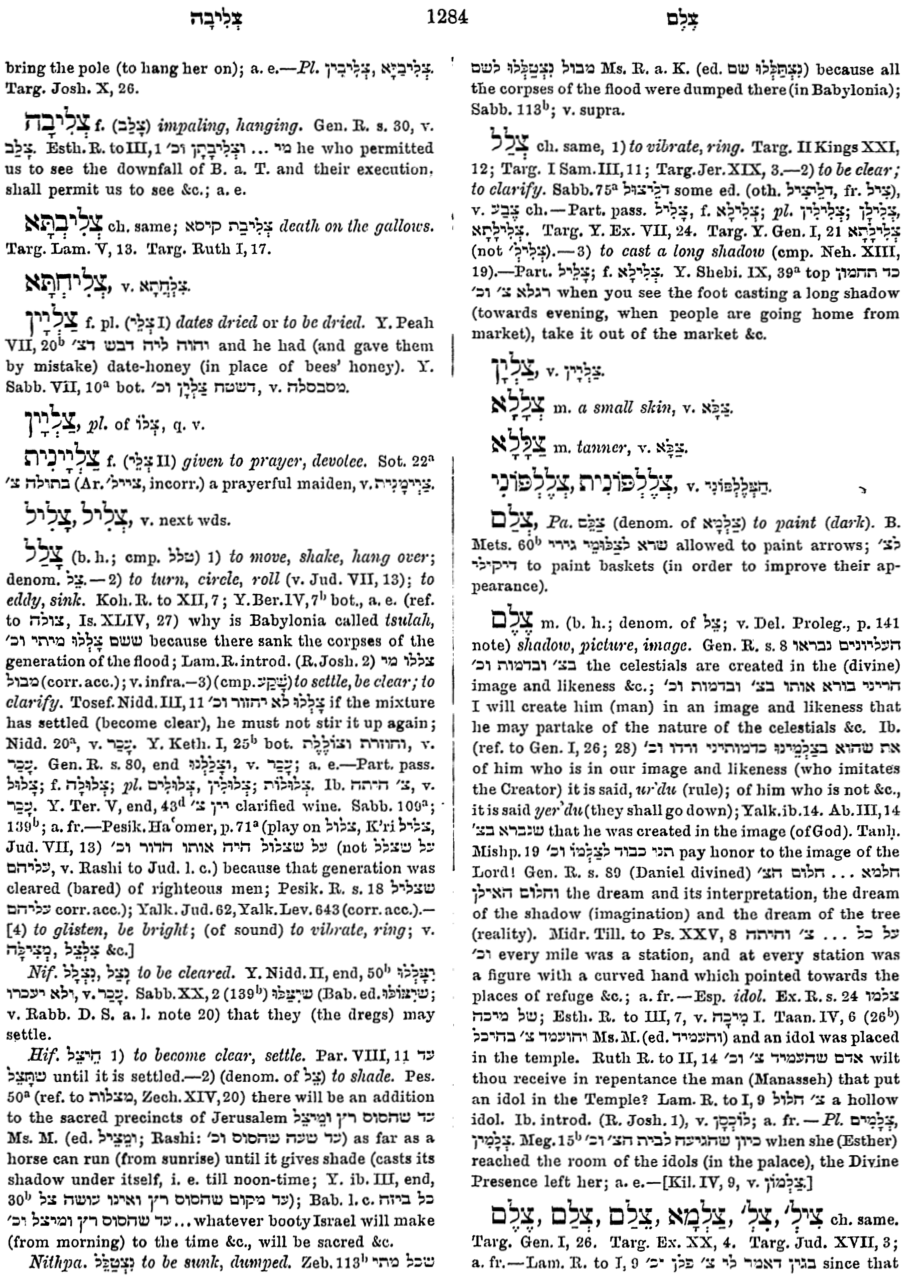 צְלִיבָה 1284 צֶלֶם
bring the pole (to hang her on); a. e.—Pl. צְלִיבַיָּא, צְלִיבִין.
Targ. Josh. X, 26.
צְלִיבָה f. (צָלַב) impaling, hanging. Gen. R. s. 30, v.
צָלַב. Esth. R. to III, 1 מי ... וצליבתן וכ' he who permitted
us to see the downfall of B. a. T. and their execution,
shall permit us to see &c.; a. e.
צְלִיבְתָּא ch. same; צְלִיבַת קיסא death on the gallows.
Targ. Lam. V, 13. Targ. Ruth I, 17.
צְלִיחְתָּא, v. צְלֹחֲתָא.
צַלְיָין f. pl. (צְלֵי I) dates dried or to be dried. Y. Peah
VII, 20b יהוה ליה דבש דצ' and he had (and gave them
by mistake) date-honey (in place of bees' honey). Y.
Sabb. VII, 10a bot. דשטח צַלְיָן וכ', v. מסבסלה.
צַלְיָין, pl. of צְלוֹ, q. v.
צַלְיָינִית f. (צְלֵי II) given to prayer, devotee. Sot. 22a
בתולה צ' (Ar. צייל', incorr.) a prayerful maiden, v. צַיְימָנִית.
צָלִיל, צְלִיל, v. next wds.
צָלַל (b. h.; cmp. טלל) 1) to move, shake, hang over;
denom. צֵל.—2) to turn, circle, roll (v. Jud. VII, 13); to
eddy, sink. Koh. R. to XII, 7; Y. Ber. IV, 7b bot., a. e. (ref.
to צולה, Is. XLIV, 27) why is Babylonia called tsulah,
ששם צָלְלוּ מיתי וכ' because there sank the corpses of the
generation of the flood; Lam. R. introd. (R. Josh. 2) צללו מי
מבול (corr. acc.); v. infra.—3) (cmp. שָׁקַע) to settle, be clear; to
clarify. Tosef. Nidd. III, 11 צָלְלוּ לא יחזור וכ' if the mixture
has settled (become clear), he must not stir it up again;
Nidd. 20a, v. עָכַר. Y. Keth. I, 25b bot. וחוזרת וצוֹלֶלֶת, v.
עָכַר. Gen. R. s. 80, end וְצָלַלְנוּ, v. עָכַר; a. e.—Part. pass.
צָלוּל; f. צְלוּלָה; pl. צְלוּלִים, צְלוּלִין; צְלוּלוֹת. Ib. צ' היתה, v.
עָכַר. Y. Ter. V, end, 43d יין צ' clarified wine. Sabb. 109a;
139b; a. fr.—Pesik. Haʻomer, p. 71a (play on צלול, K'ri צליל,
Jud. VII, 13) על שצלול היה אותו הדור וכ' (not על שצלל
עליהם, v. Rashi to Jud. l. c.) because that generation was
cleared (bared) of righteous men; Pesik. R. s. 18 שצליל
עליהם corr. acc.); Yalk. Jud. 62, Yalk. Lev. 643 (corr. acc.).—
[4) to glisten, be bright; (of sound) to vibrate, ring; v.
צִלְצֵל, מְצִילָּה &c.]
Nif. נָצַל, נִצְלַל to be cleared. Y. Nidd. II, end, 50b יִצָּלְלוּ
ולא יעכרו, v. עָכַר. Sabb. XX, 2 (139b) שיִצַּלּוּ (Bab. ed. שיצולו;
v. Rabb. D. S. a. l. note 20) that they (the dregs) may
settle.
Hif. הֵיצֵל 1) to become clear, settle. Par. VIII, 11 עד
שתָּצֵל until it is settled.—2) (denom. of צֵל) to shade. Pes.
50a (ref. to מצלות, Zech. XIV, 20) there will be an addition
to the sacred precincts of Jerusalem עד שהסוס רץ ומֵיצֵל
Ms. M. (ed. וּמֵצֵיל; Rashi: עד שעה שהסוס וכ') as far as a
horse can run (from sunrise) until it gives shade (casts its
shadow under itself, i. e. till noon-time; Y. ib. III, end,
30b עד מקום שהסוס רץ ואינו עושה צל); Bab. l. c. כל ביזה
עד שהסוס רץ ומיצל וכ'... whatever booty Israel will make
(from morning) to the time &c., will be sacred &c.
Nithpa. נִצְטַלֵּל to be sunk, dumped. Zeb. 113b שכל מתי
מבול נִצְטַלְּלוּ לשם Ms. R. a. K. (ed. נִצְתַּלְּלוּ שם) because all
the corpses of the flood were dumped there (in Babylonia);
Sabb. 113b; v. supra.
צְלַל ch. same, 1) to vibrate, ring. Targ. II Kings XXI,
12; Targ. I Sam. III, 11; Targ. Jer. XIX, 3.—2) to be clear;
to clarify. Sabb. 75a דליצול some ed. (oth. דליציל, fr. צִיל),
v. צְבַע ch.—Part. pass. צְלִיל, f. צְלִילָא; pl. צְלִילִין; צְלִילָן,
צְלִילָתָא. Targ. Y. Ex. VII, 24. Targ. Y. Gen. I, 21 צְלִילָתָא
(not צְלִילְ').—3) to cast a long shadow (cmp. Neh. XIII,
19).—Part. צָלֵיל; f. צָלִילָא. Y. Shebi. IX, 39a top כד תחמון
רגלא צ' וכ' when you see the foot casting a long shadow
(towards evening, when people are going home from
market), take it out of the market &c.
צַלְיָן, v. צַלְיָין.
צְלָלָא m. a small skin, v. צַלָּא.
צַלָּלָא m. tanner, v. צַלָּא.
צְלֶלְפּוֹנִית, צְלֶלְפּוֹנִי, v. הַצְּלֶלְפּוֹנִי.
צְלַם, Pa. צַלֵּם (denom. of צַלְמָא) to paint (dark). B.
Mets. 60b שרא לצַלּוּמֵי גירי allowed to paint arrows; לצ'
דיקולי to paint baskets (in order to improve their ap-
pearance).
צֶלֶם m. (b. h.; denom. of צֵל; v. Del. Proleg., p. 141
note) shadow, picture, image. Gen. R. s. 8 העליונים נבראו
בצ' ובדמות וכ' the celestials are created in the (divine)
image and likeness &c.; הריני בורא אותו בצ' ובדמות וכ'
I will create him (man) in an image and likeness that
he may partake of the nature of the celestials &c. Ib.
(ref. to Gen. I, 26; 28) את שהוא בצַלְמֵינוּ כדמותינו ורדו וכ'
of him who is in our image and likeness (who imitates
the Creator) it is said, ur'du (rule); of him who is not &c.,
it is said yer'du (they shall go down); Yalk. ib. 14. Ab. III, 14
שנברא בצ' that he was created in the image (of God). Tanḥ.
Mishp. 19 תני כבוד לצַלְמוֹ וכ' pay honor to the image of the
Lord! Gen. R. s. 89 (Daniel divined) חלמא ... חלום הצ'
וחלום האילן the dream and its interpretation, the dream
of the shadow (imagination) and the dream of the tree
(reality). Midr. Till. to Ps. XXV, 8 על כל ... צ' והיתה
וכ' every mile was a station, and at every station was
a figure with a curved hand which pointed towards the
places of refuge &c.; a. fr.—Esp. idol. Ex. R. s. 24 צלמו
של מיכה; Esth. R. to III, 7, v. מִיכָה I. Taan. IV, 6 (26b)
והועמד צ' בהיכל Ms. M. (ed. והעמיד) and an idol was placed
in the temple. Ruth R. to II, 14 אדם שהעמיד צ' וכ' wilt
thou receive in repentance the man (Manasseh) that put
an idol in the Temple? Lam. R. to I, 9 צ' חלול a hollow
idol. Ib. introd. (R. Josh. 1), v. לוֹכְסָן; a. fr.—Pl. צְלָמִים,
צְלָמִין. Meg. 15b כיון שהגיעה לבית הצ' וכ' when she (Esther)
reached the room of the idols (in the palace), the Divine
Presence left her; a. e.—[Kil. IV, 9, v. צַלְמוֹן.]
צֶלֶם, צְלַם, צַלַם, צַלְמָא, צֵל', צִיל' ch. same.
Targ. Gen. I, 26. Targ. Ex. XX, 4. Targ. Jud. XVII, 3;
a. fr.—Lam. R. to I, 9 בגין דאמר לי צ' פלן וכ' since that